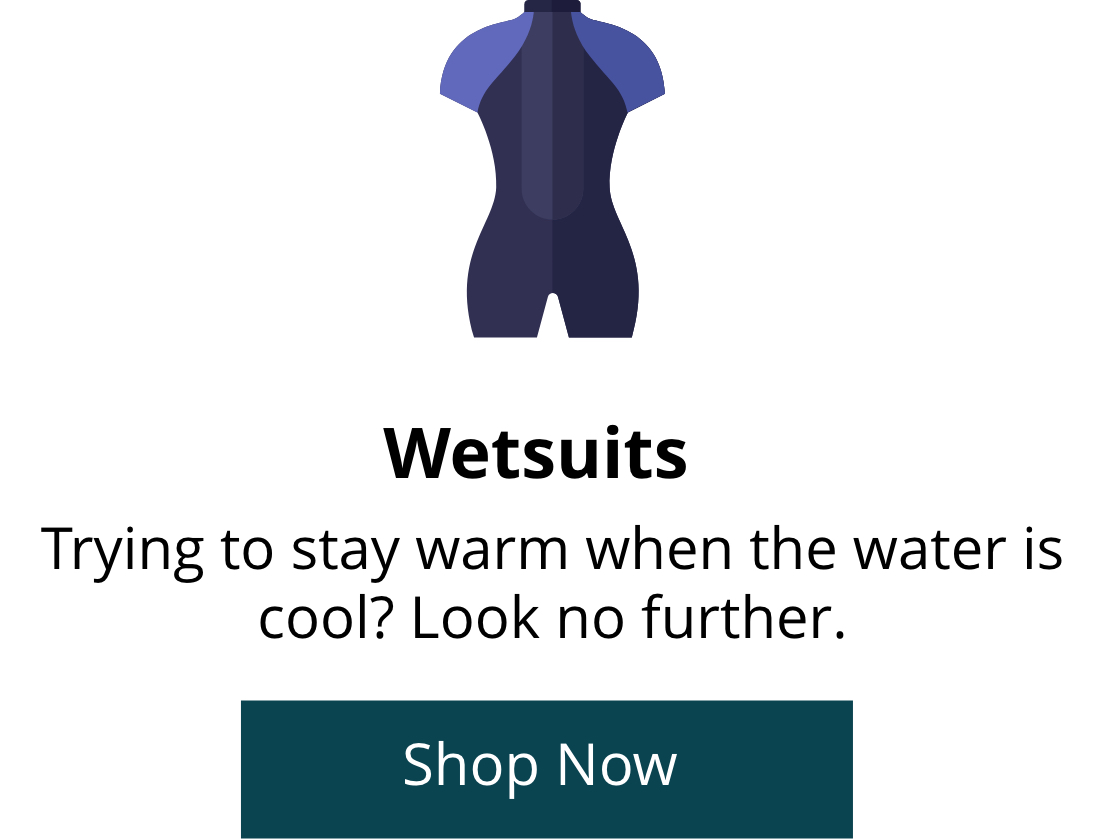 Wetsuits
Trying to stay warm when the water is
cool? Look no further.
Shop Now